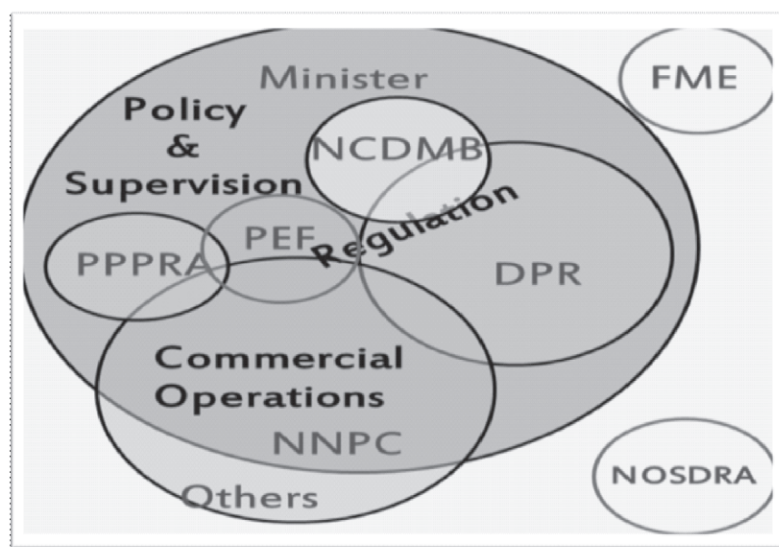 Minister
FME
Policy
&
Supervision
NCDMB
Regulation
PEF
PPPRA
DPR
Commercial
Operations
NNPC
Others
NOSDRA